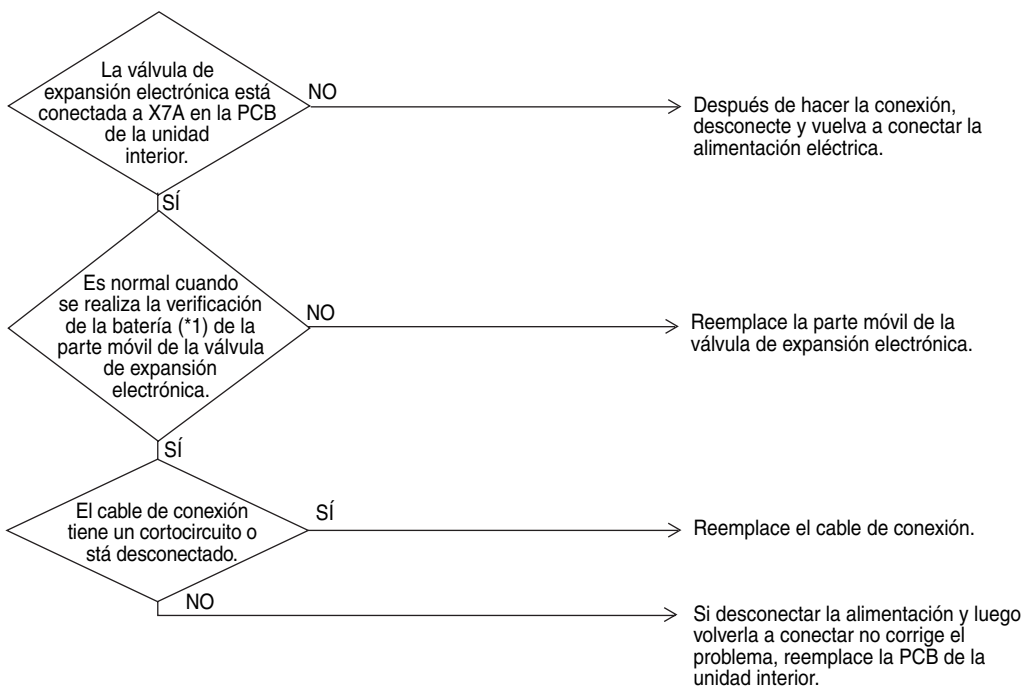 La válvula de
expansión electrónica está
conectada a X7A en la PCB
de la unidad
interior.
NO
Después de hacer la conexión,
desconecte y vuelva a conectar la
alimentación eléctrica.
SÍ
Es normal cuando
se realiza la verificación
de la batería (*1) de la
parte móvil de la válvula
de expansión
electrónica.
NO
Reemplace la parte móvil de la
válvula de expansión electrónica.
SÍ
El cable de conexión
tiene un cortocircuito o
stá desconectado.
SÍ
Reemplace el cable de conexión.
NO
Si desconectar la alimentación y luego
volverla a conectar no corrige el
problema, reemplace la PCB de la
unidad interior.